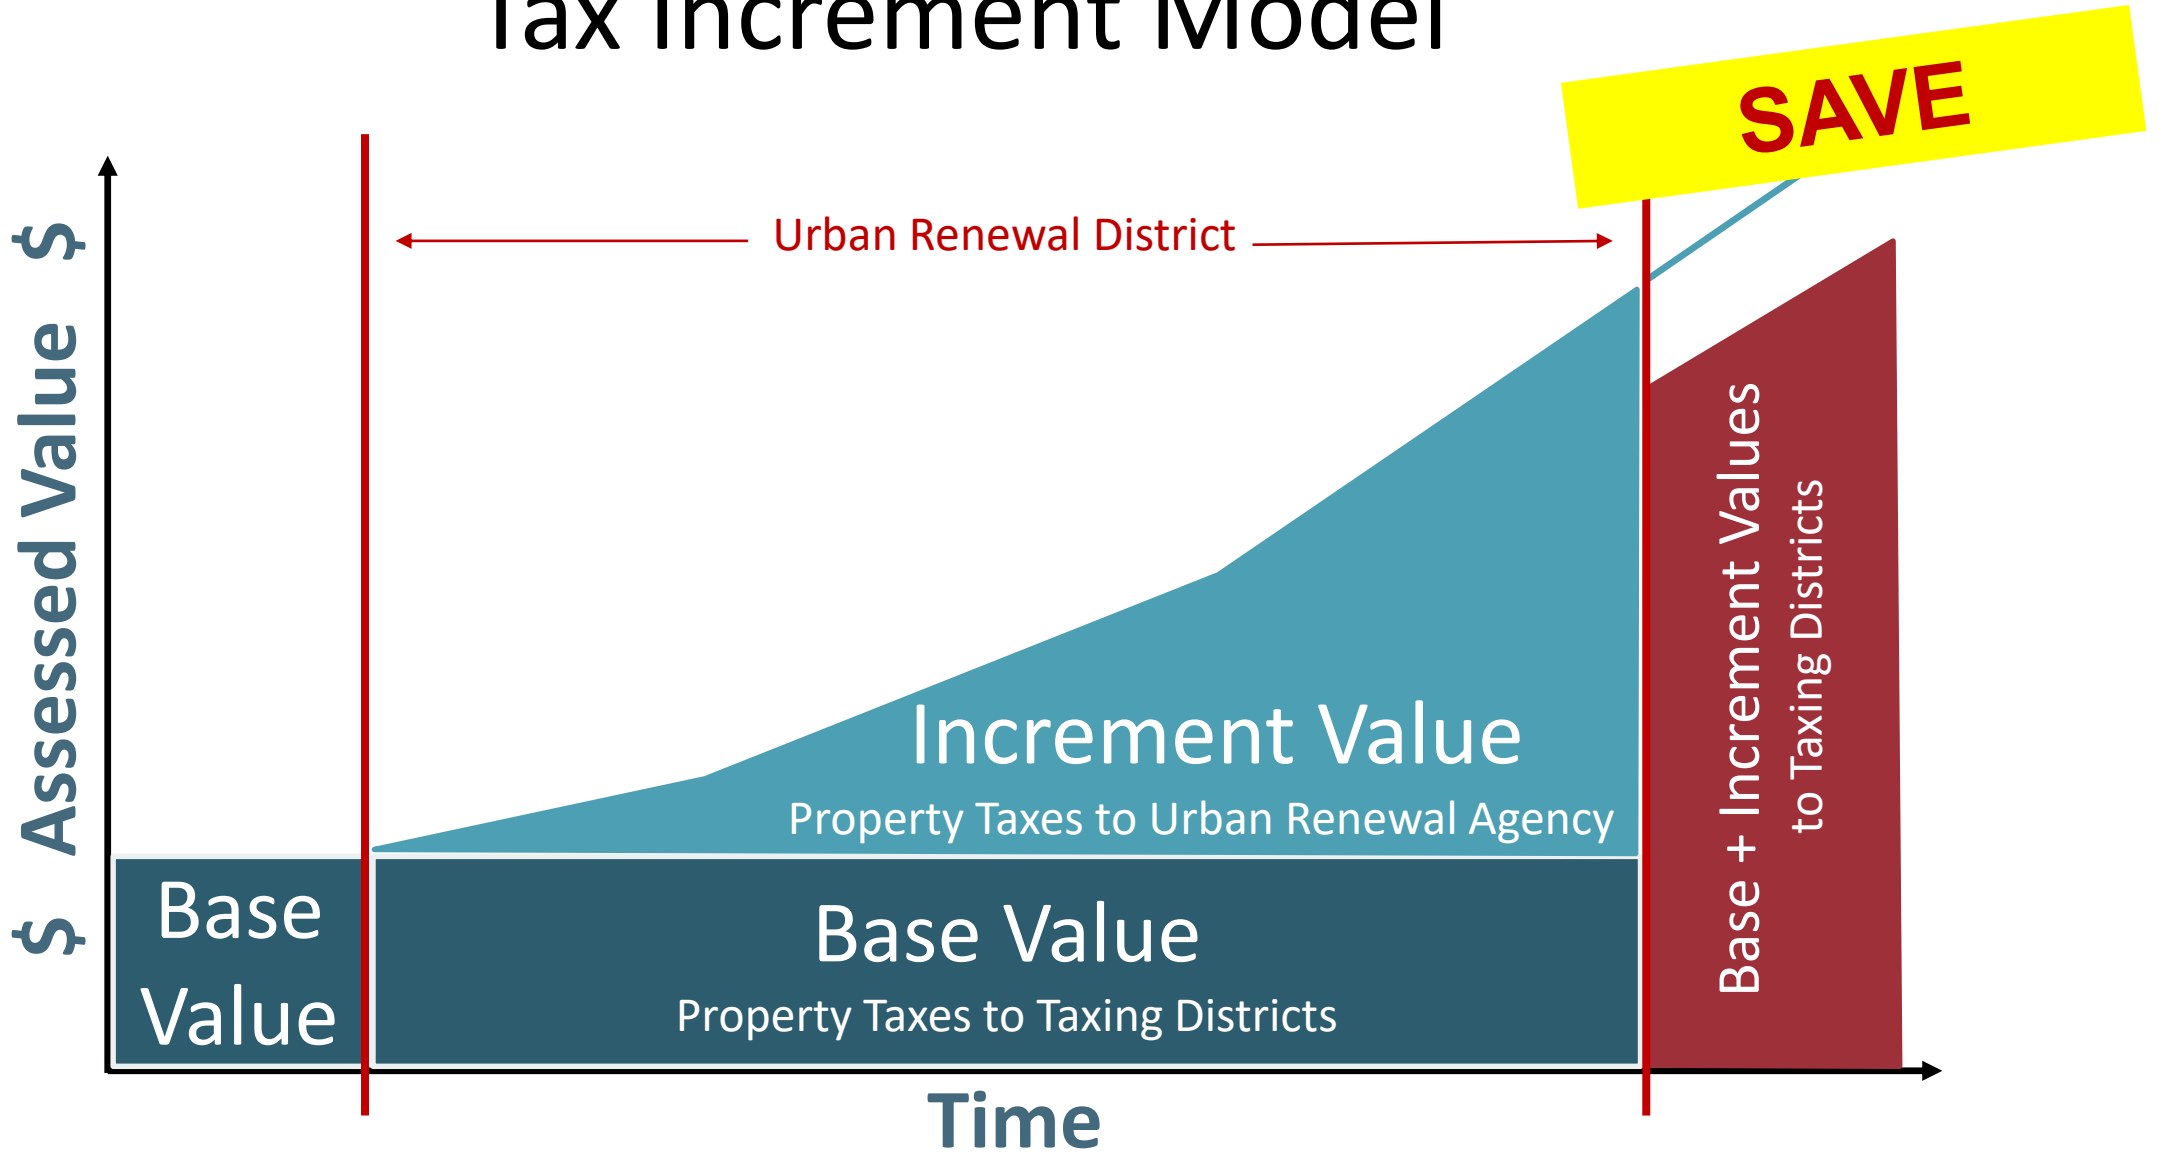 Tax Increment Model
SAVE
Urban Renewal District
$ Assessed Value $
Increment Value
Property Taxes to Urban Renewal Agency
Base
Value
Base Value
Property Taxes to Taxing Districts
Base + Increment Values
to Taxing Districts
Time